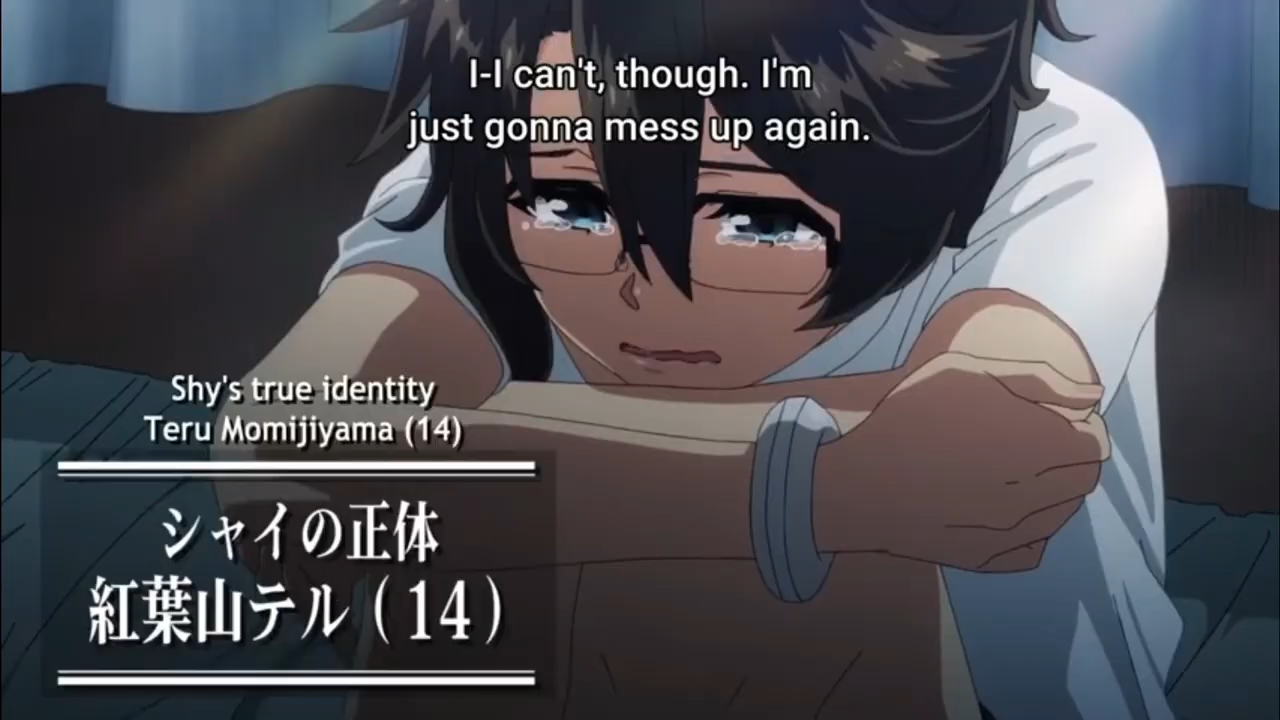 I-I can't, though. I'm
just gonna mess up again.
Shy's true identity
Teru Momijiyama (14)
シャイの正体
紅葉山テル(14)